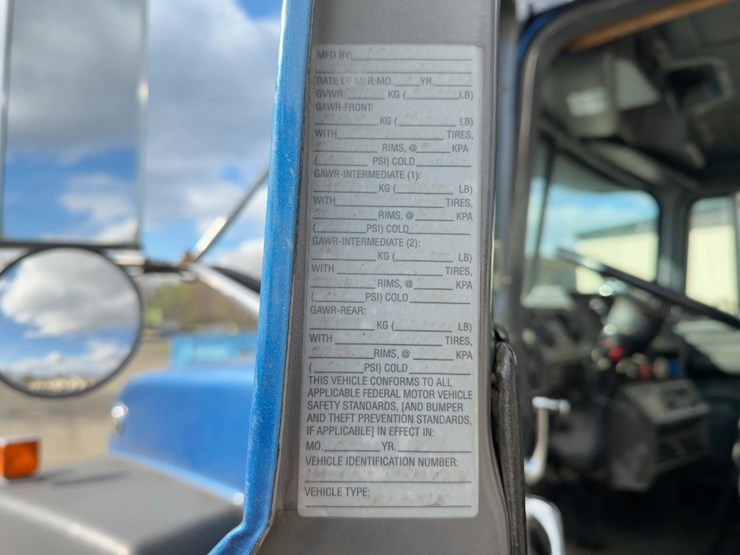 MFD BY:
DATE OF MFR: MO. YR.
GVWR: KG ( LB)
GAWR-FRONT:
KG ( LB)
WITH TIRES,
RIMS, @ KPA
( PSI) COLD
GAWR-INTERMEDIATE (1):
KG ( LB)
WITH TIRES,
RIMS, @ KPA
( PSI) COLD
GAWR-INTERMEDIATE (2):
KG ( LB)
WITH TIRES,
RIMS, @ KPA
( PSI) COLD
GAWR-REAR:
KG ( LB)
WITH TIRES,
RIMS, @ KPA
( PSI) COLD
THIS VEHICLE CONFORMS TO ALL
APPLICABLE FEDERAL MOTOR VEHICLE
SAFETY STANDARDS, [AND BUMPER
AND THEFT PREVENTION STANDARDS,
IF APPLICABLE] IN EFFECT IN:
MO. YR.
VEHICLE IDENTIFICATION NUMBER:
VEHICLE TYPE: